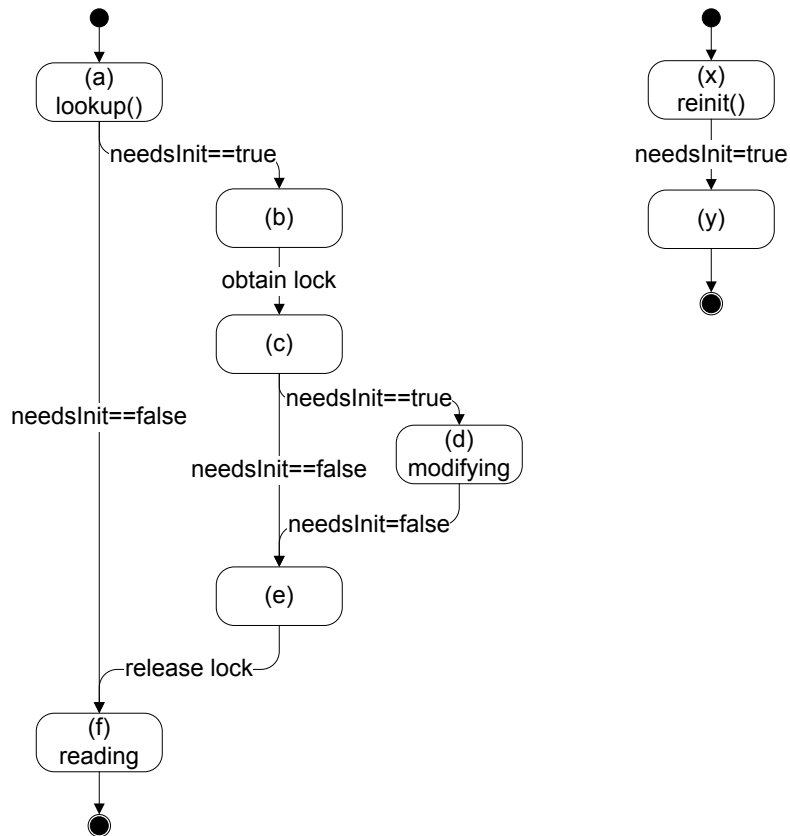 (a)
lookup()
needsInit==true
(b)
obtain lock
(c)
needsInit==true
needsInit==false
(d)
modifying
needsInit==false
needsInit=false
(e)
release lock
(f)
reading
(x)
reinit()
needsInit=true
(y)